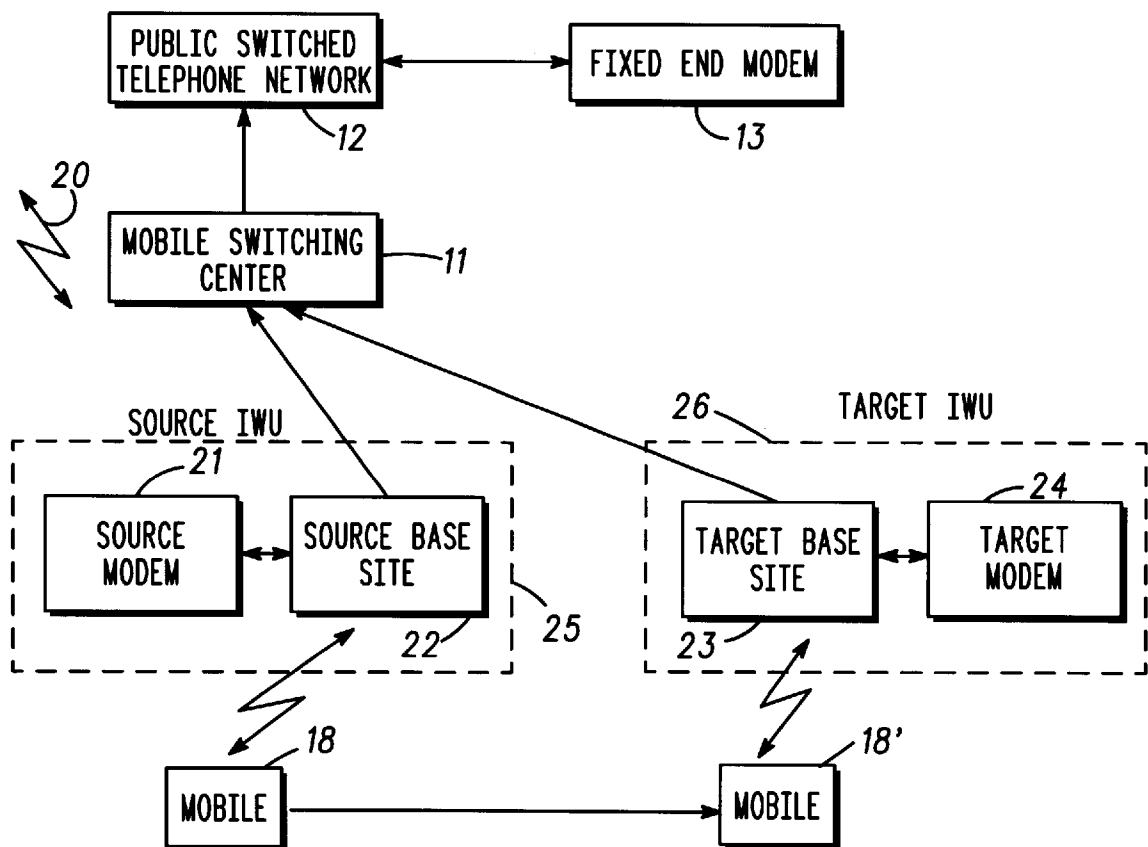 PUBLIC SWITCHED
TELEPHONE NETWORK
FIXED END MODEM
12
13
20
MOBILE SWITCHING
CENTER
11
SOURCE IWU
26
TARGET IWU
21
24
SOURCE
MODEM
SOURCE BASE
SITE
TARGET BASE
SITE
TARGET
MODEM
22
25
23
18
18'
MOBILE
MOBILE